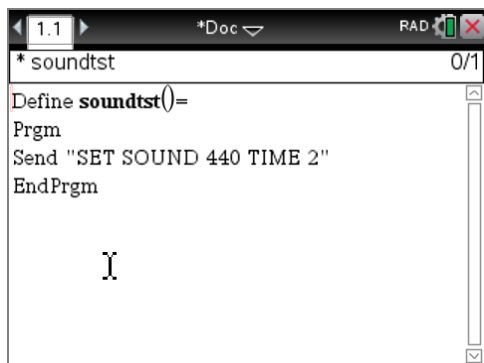 1.1 *Doc RAD
* soundtst 0/1
Define soundtst()=
Prgm
Send "SET SOUND 440 TIME 2"
EndPrgm